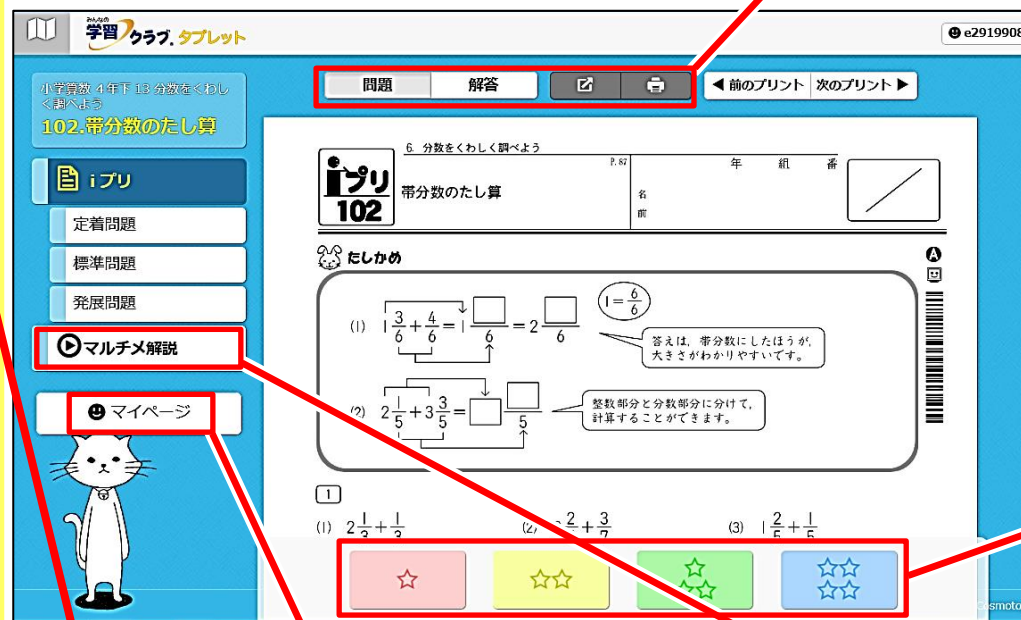 みんなの
学習クラブ. タブレット
e2919908
小学算数 4年下 13 分数をくわし
く調べよう
102.帯分数のたし算
iプリ
定着問題
標準問題
発展問題
マルチメ解説
マイページ
問題 解答
◀ 前のプリント 次のプリント ▶
6. 分数をくわしく調べよう
iプリ
102
帯分数のたし算
P.87
年 組 番
名
前
たしかめ
A
(1) 1 3/6 + 4/6 = 1 □/6 = 2 □/6
1 = 6/6
答えは, 帯分数にしたほうが,
大きさがわかりやすいです。
(2) 2 1/5 + 3 3/5 = □ □/5
整数部分と分数部分に分けて,
計算することができます。
1
(1) 2 1/3 + 1/3
(2) 2/7 + 3/7
(3) 1 2/5 + 1/5
☆ ☆☆ ☆☆☆ ☆☆☆☆